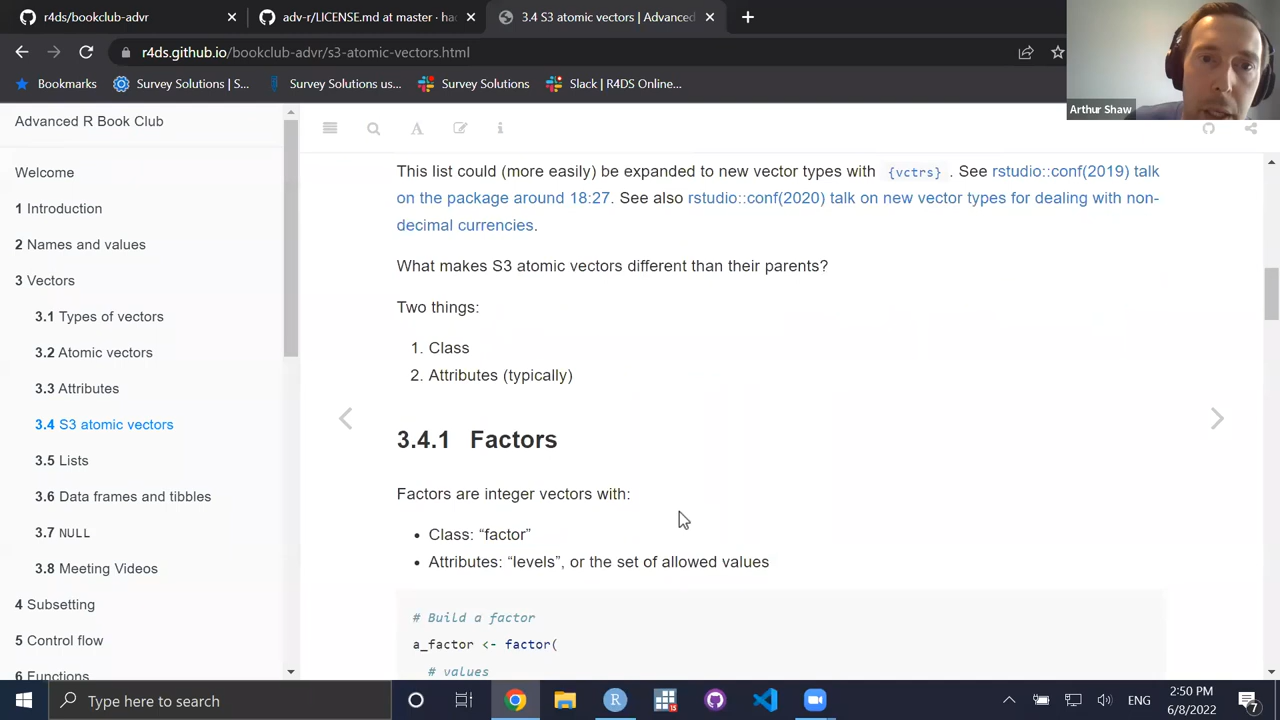 r4ds/bookclub-advr
adv-r/LICENSE.md at master · ha
3.4 S3 atomic vectors | Advanced
r4ds.github.io/bookclub-advr/s3-atomic-vectors.html
Bookmarks
Survey Solutions | S...
Survey Solutions us...
Survey Solutions
Slack | R4DS Online...
Arthur Shaw
Advanced R Book Club
Welcome
1 Introduction
2 Names and values
3 Vectors
3.1 Types of vectors
3.2 Atomic vectors
3.3 Attributes
3.4 S3 atomic vectors
3.5 Lists
3.6 Data frames and tibbles
3.7 NULL
3.8 Meeting Videos
4 Subsetting
5 Control flow
6 Functions
This list could (more easily) be expanded to new vector types with {vctrs} . See rstudio::conf(2019) talk
on the package around 18:27. See also rstudio::conf(2020) talk on new vector types for dealing with non-
decimal currencies.
What makes S3 atomic vectors different than their parents?
Two things:
1. Class
2. Attributes (typically)
3.4.1 Factors
Factors are integer vectors with:
• Class: “factor”
• Attributes: “levels”, or the set of allowed values
# Build a factor
a_factor <- factor(
# values
Type here to search
ENG
2:50 PM
6/8/2022
7